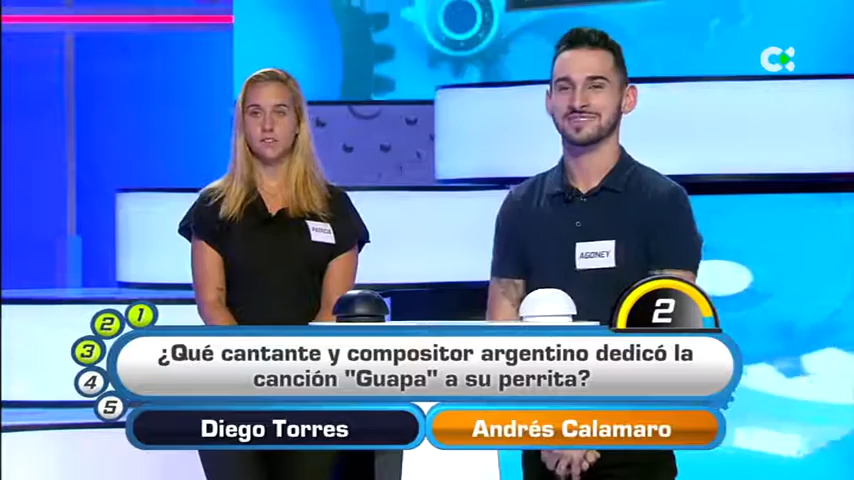 C
PATRICIA
AGONEY
2
1
2
3
4
5
¿Qué cantante y compositor argentino dedicó la
canción "Guapa" a su perrita?
Diego Torres
Andrés Calamaro